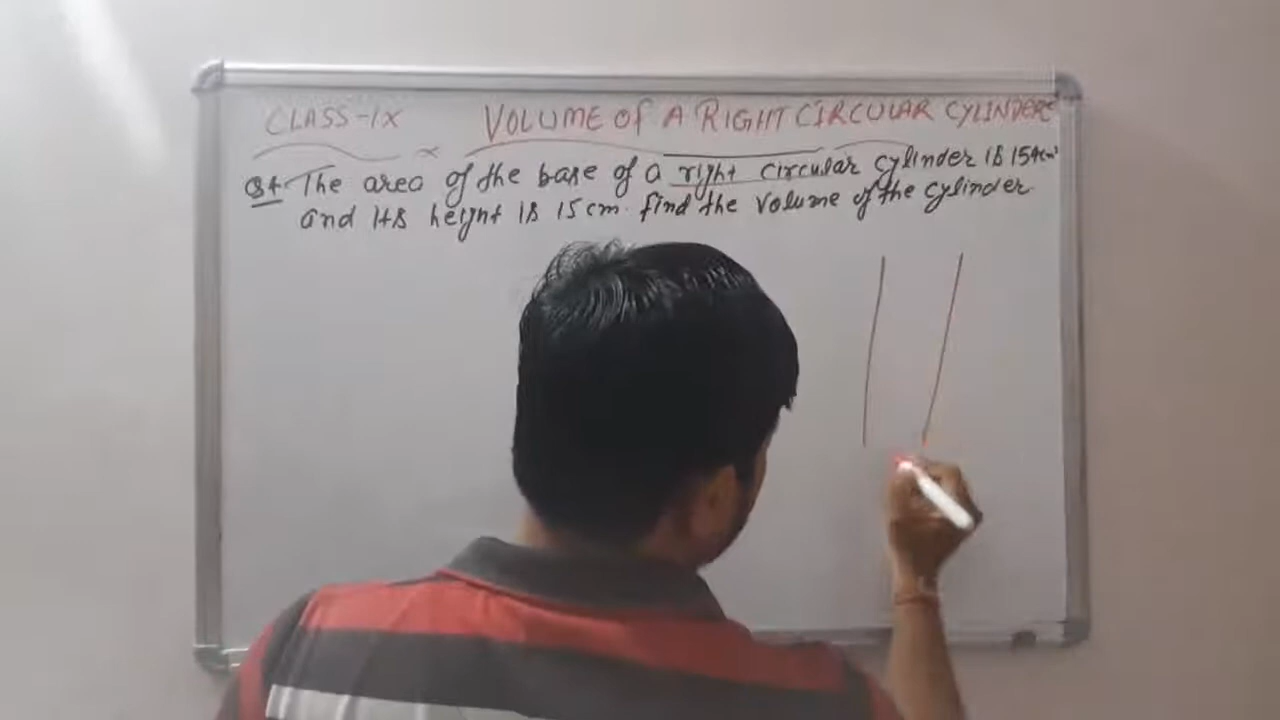 CLASS-IX VOLUME OF A RIGHT CIRCULAR CYLINDER
Q4. The area of the base of a right circular cylinder is 154cm²
and its height is 15cm. find the volume of the cylinder.